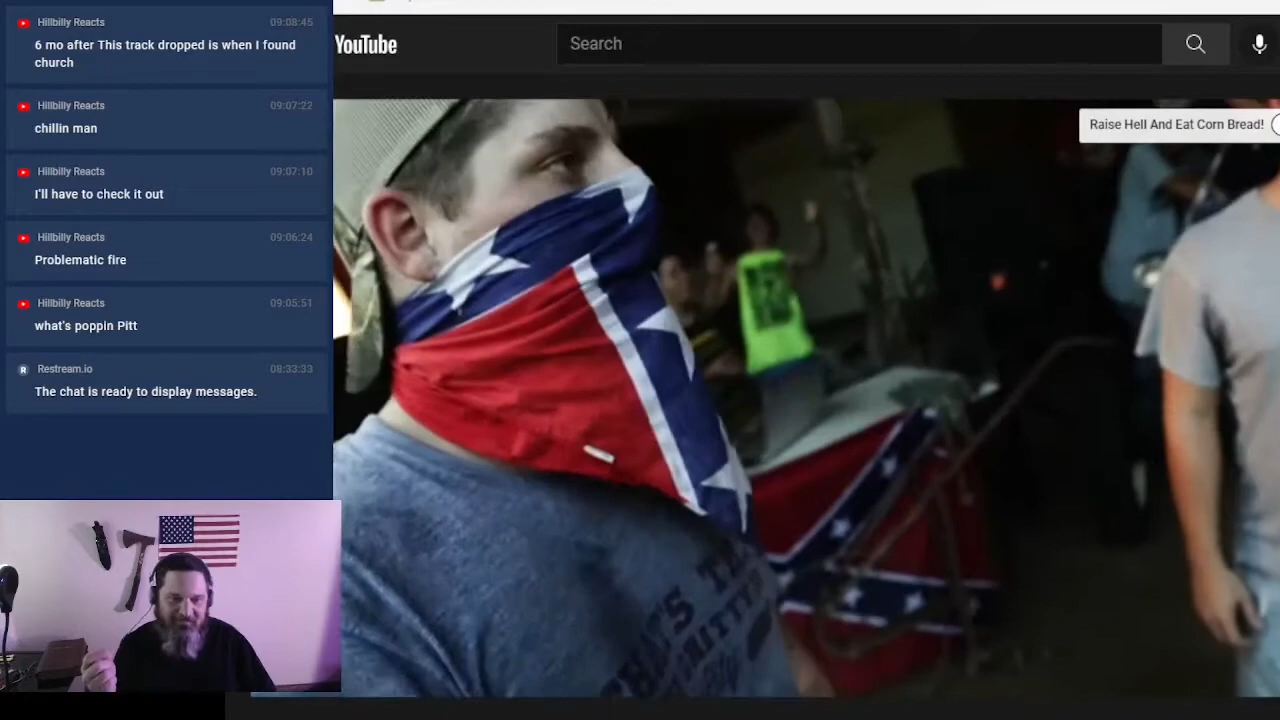 Hillbilly Reacts 09:08:45
6 mo after This track dropped is when I found
church
Hillbilly Reacts 09:07:22
chillin man
Hillbilly Reacts 09:07:10
I'll have to check it out
Hillbilly Reacts 09:06:24
Problematic fire
Hillbilly Reacts 09:05:51
what's poppin Pitt
R Restream.io 08:33:33
The chat is ready to display messages.
YouTube
Search
Raise Hell And Eat Corn Bread!